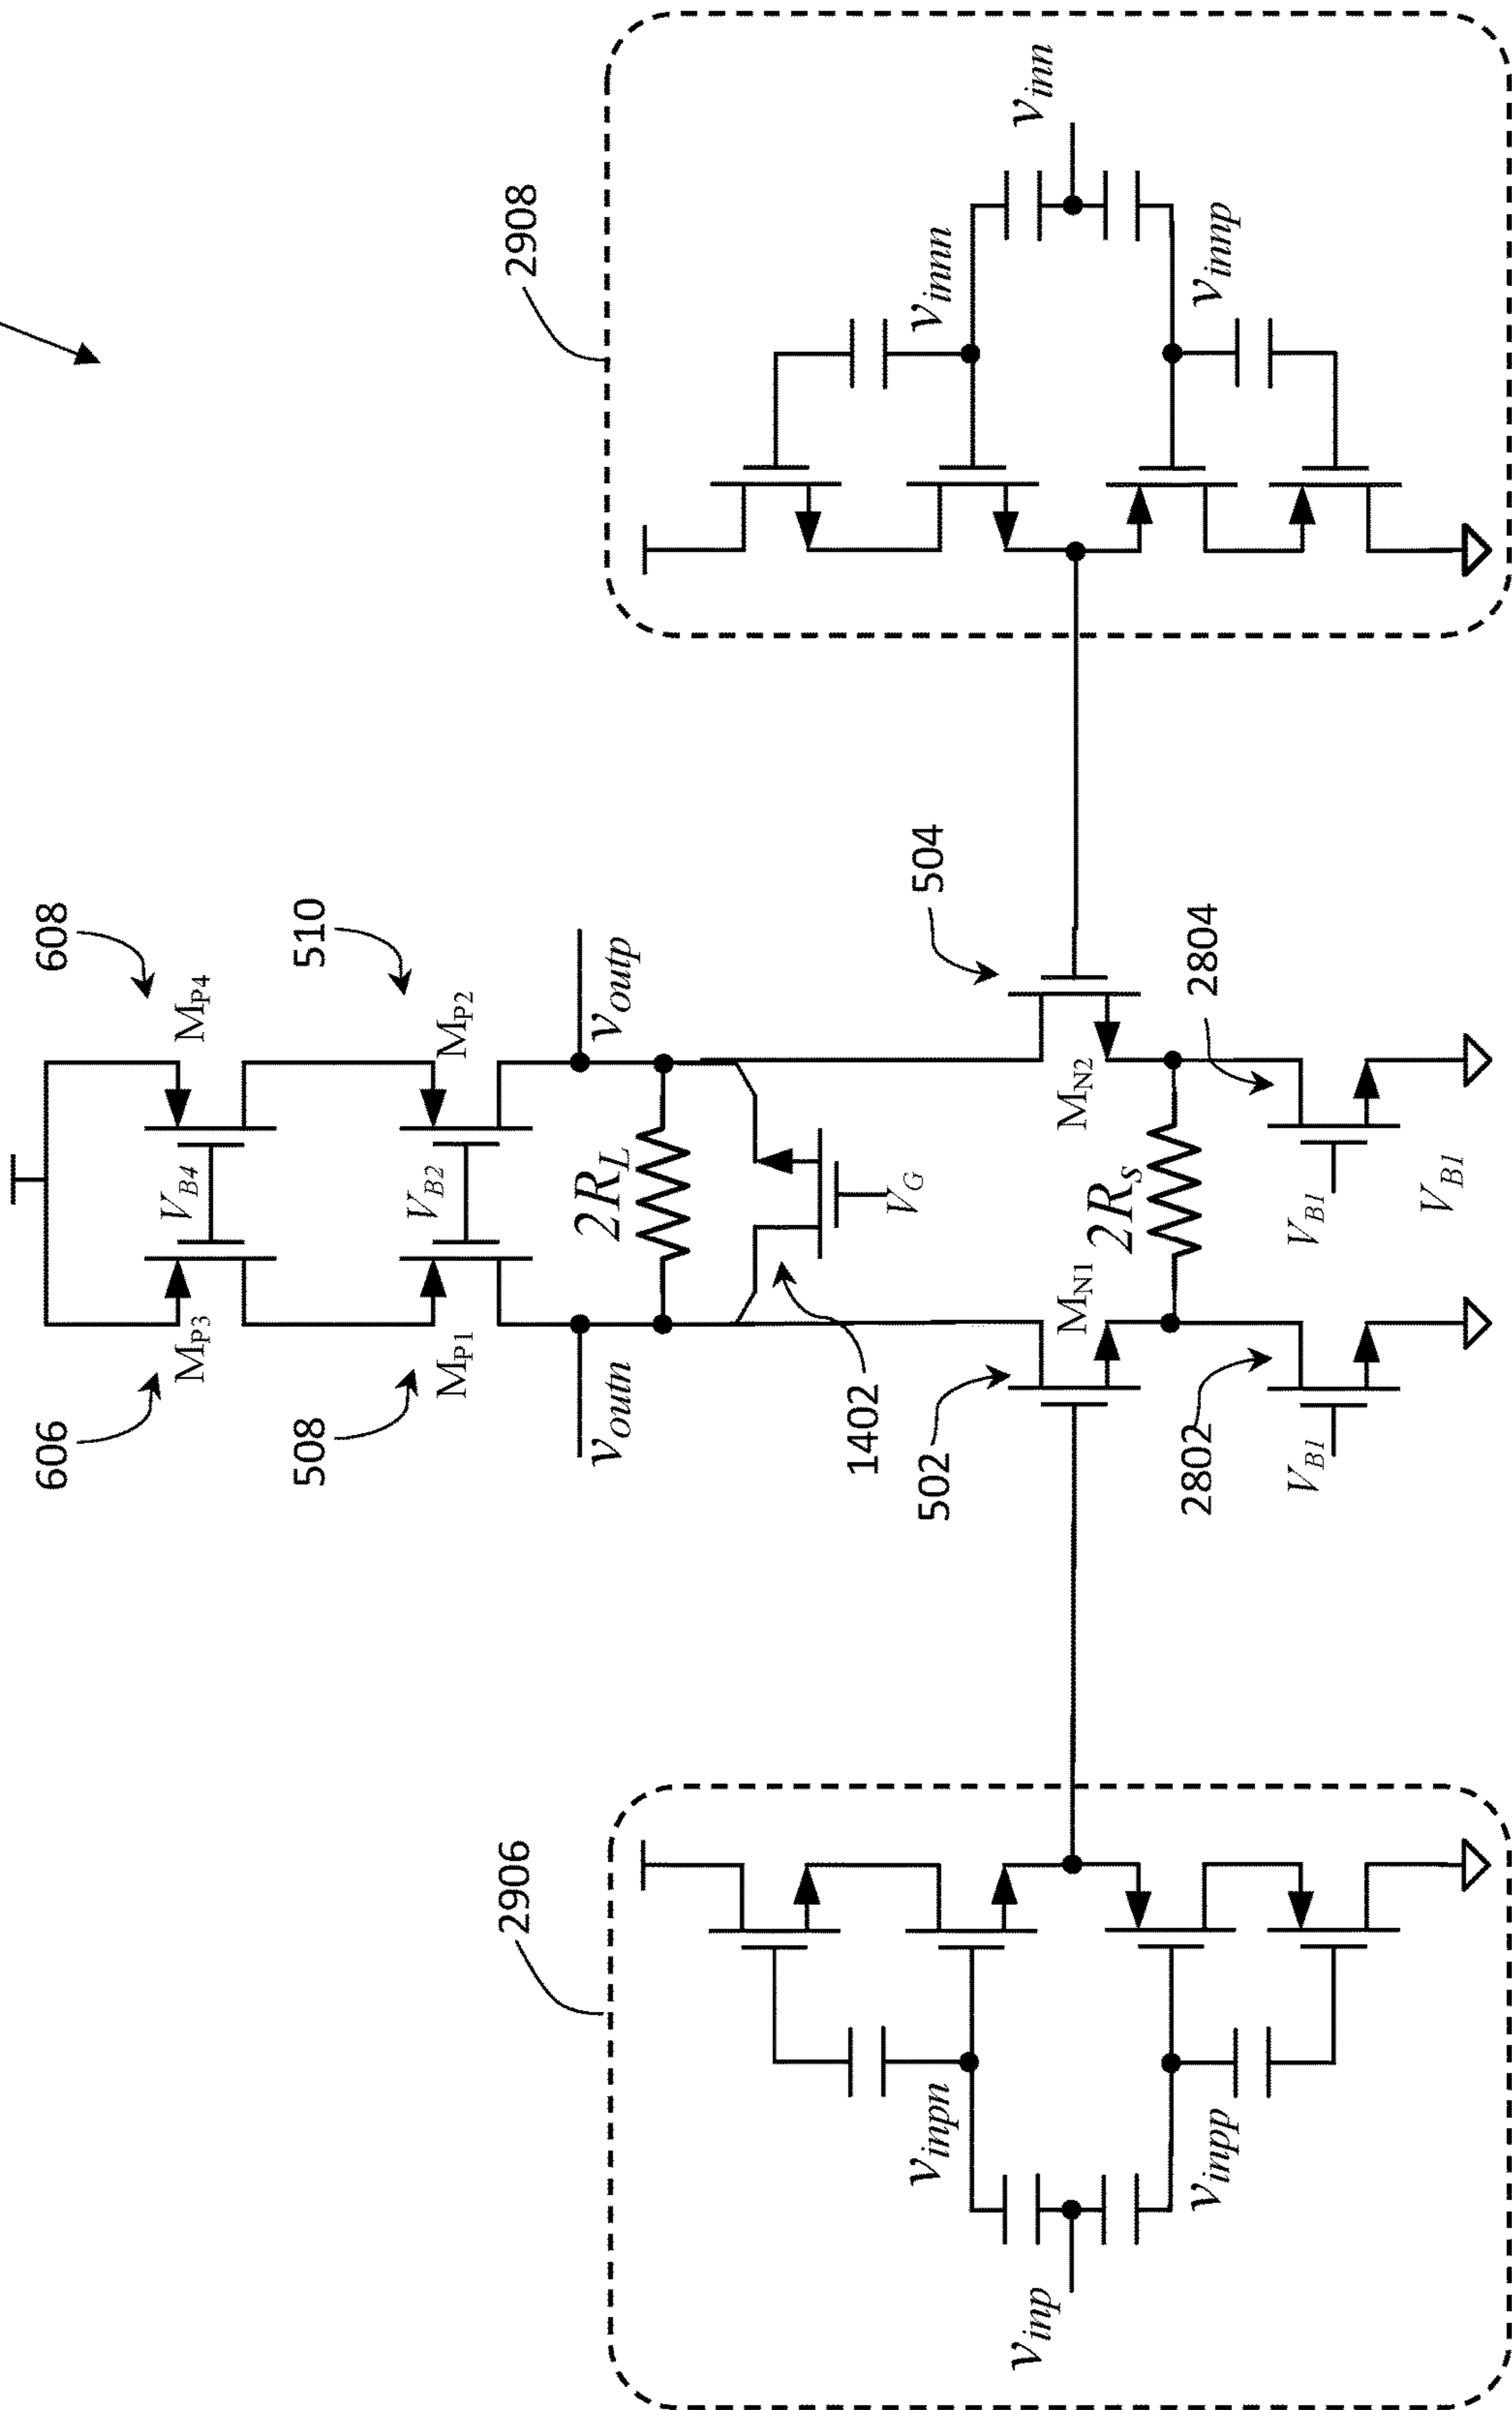 606
608
M_P3
V_B4
M_P4
508
510
M_P1
V_B2
M_P2
v_outn
2R_L
v_outp
1402
V_G
502
504
M_N1
M_N2
2R_s
2802
2804
V_B1
V_B1
V_B1
2906
v_inpn
v_inp
v_inpp
2908
v_innn
v_inn
v_innp